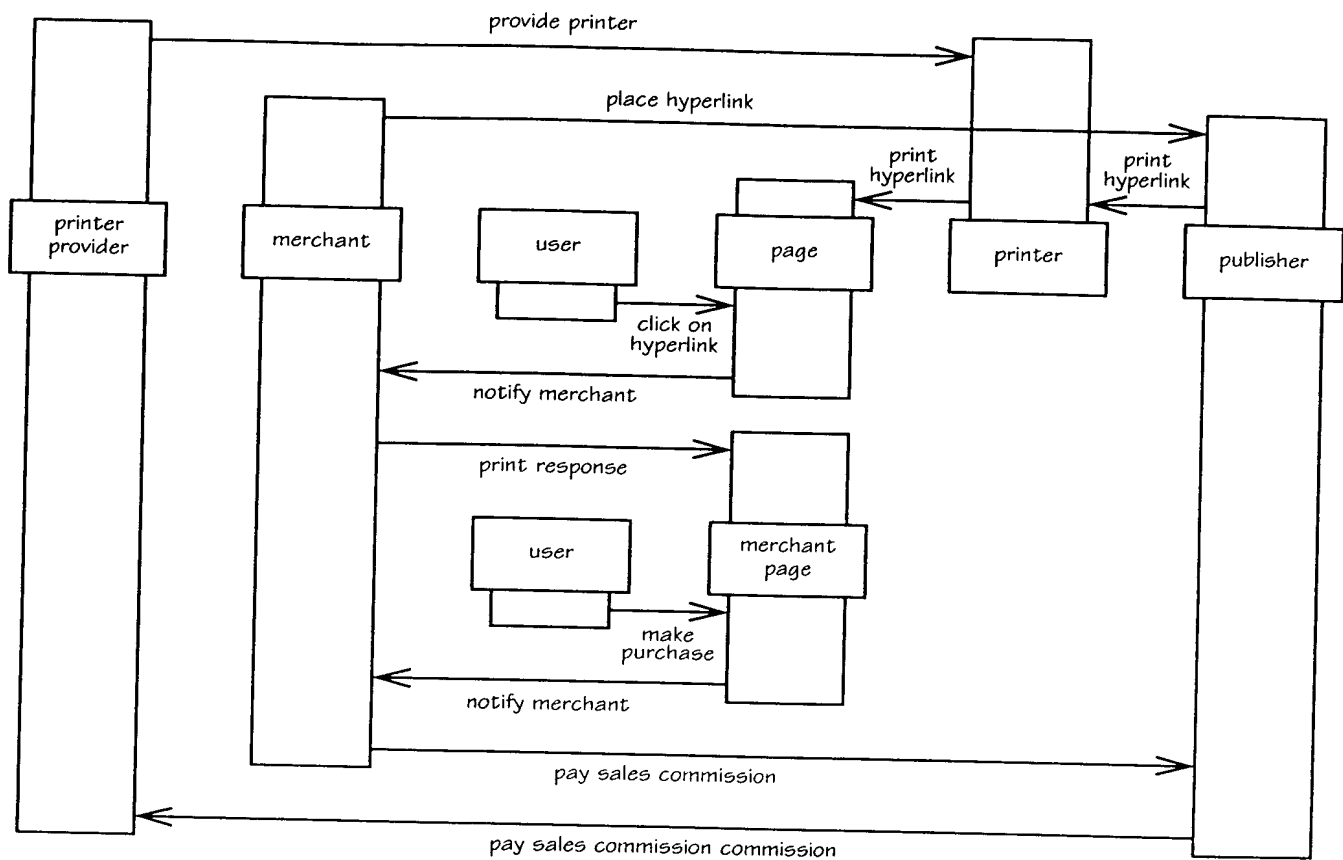 provide printer
place hyperlink
print
hyperlink
print
hyperlink
printer
provider
merchant
user
page
printer
publisher
click on
hyperlink
notify merchant
print response
user
merchant
page
make
purchase
notify merchant
pay sales commission
pay sales commission commission